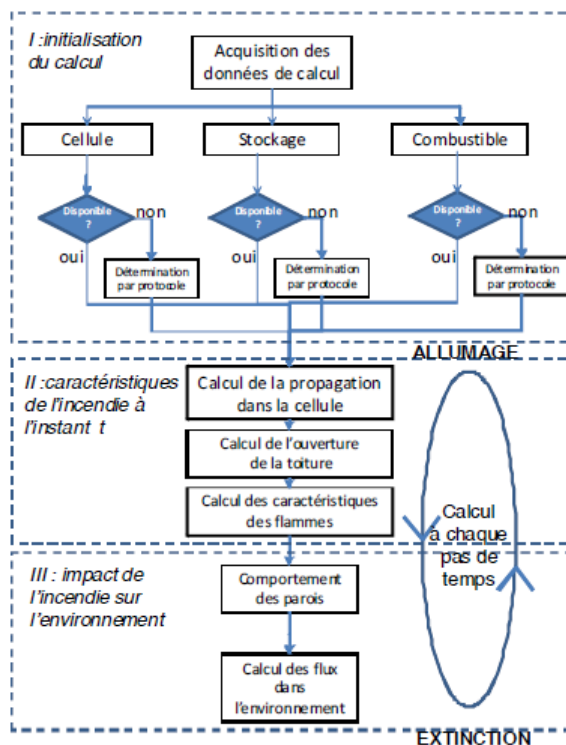 I :initialisation
du calcul
Acquisition des
données de calcul
Cellule
Stockage
Combustible
Disponible
?
non
oui
Disponible
?
non
oui
Disponible
?
non
oui
Détermination
par protocole
Détermination
par protocole
Détermination
par protocole
ALLUMAGE
II :caractéristiques
de l'incendie à
l'instant t
Calcul de la propagation
dans la cellule
Calcul de l'ouverture
de la toiture
Calcul des caractéristiques
des flammes
Calcul
à chaque
pas de
temps
III : impact de
l'incendie sur
l'environnement
Comportement
des parois
Calcul des flux
dans
l'environnement
EXTINCTION